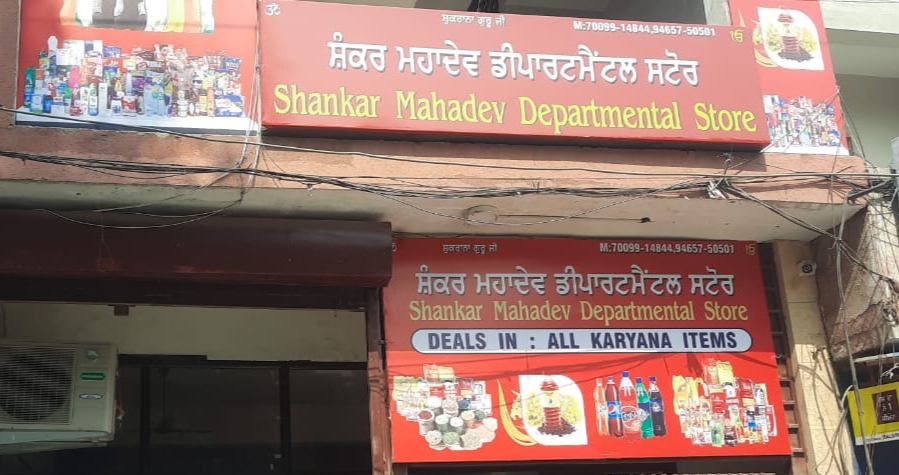 ੴ ਸ਼ੁਕਰਾਨਾ ਗੁਰੂ ਜੀ M:70099-14844,94657-50501
ਸ਼ੰਕਰ ਮਹਾਦੇਵ ਡੀਪਾਰਟਮੈਂਟਲ ਸਟੋਰ
Shankar Mahadev Departmental Store
ਸ਼ੁਕਰਾਨਾ ਗੁਰੂ ਜੀ M:70099-14844,94657-50501 ੴ
ਸ਼ੰਕਰ ਮਹਾਦੇਵ ਡੀਪਾਰਟਮੈਂਟਲ ਸਟੋਰ
Shankar Mahadev Departmental Store
DEALS IN : ALL KARYANA ITEMS